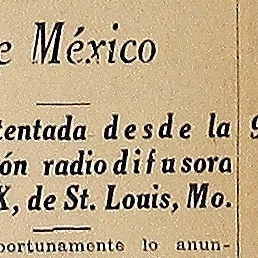 e México
tentada desde la
ón radiodifusora
X, de St. Louis, Mo.
portunamente lo anun-